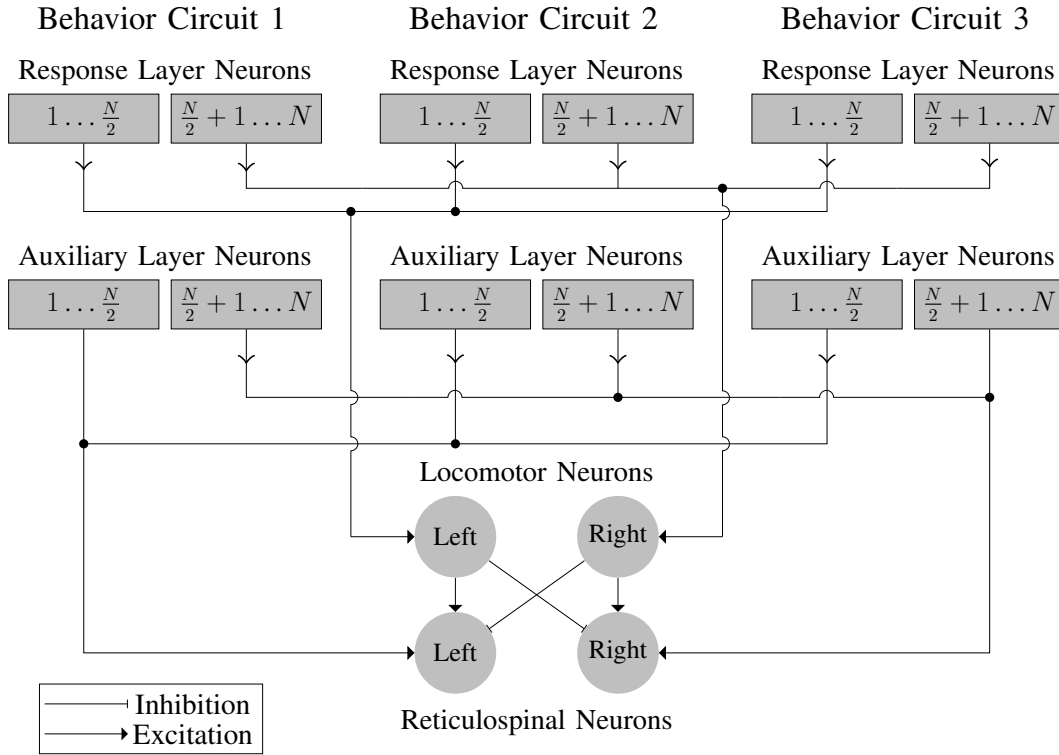 Behavior Circuit 1 Behavior Circuit 2 Behavior Circuit 3
Response Layer Neurons Response Layer Neurons Response Layer Neurons
1 … N/2 N/2 + 1 … N 1 … N/2 N/2 + 1 … N 1 … N/2 N/2 + 1 … N
Auxiliary Layer Neurons Auxiliary Layer Neurons Auxiliary Layer Neurons
1 … N/2 N/2 + 1 … N 1 … N/2 N/2 + 1 … N 1 … N/2 N/2 + 1 … N
Locomotor Neurons
Left Right
Left Right
Reticulospinal Neurons
Inhibition
Excitation